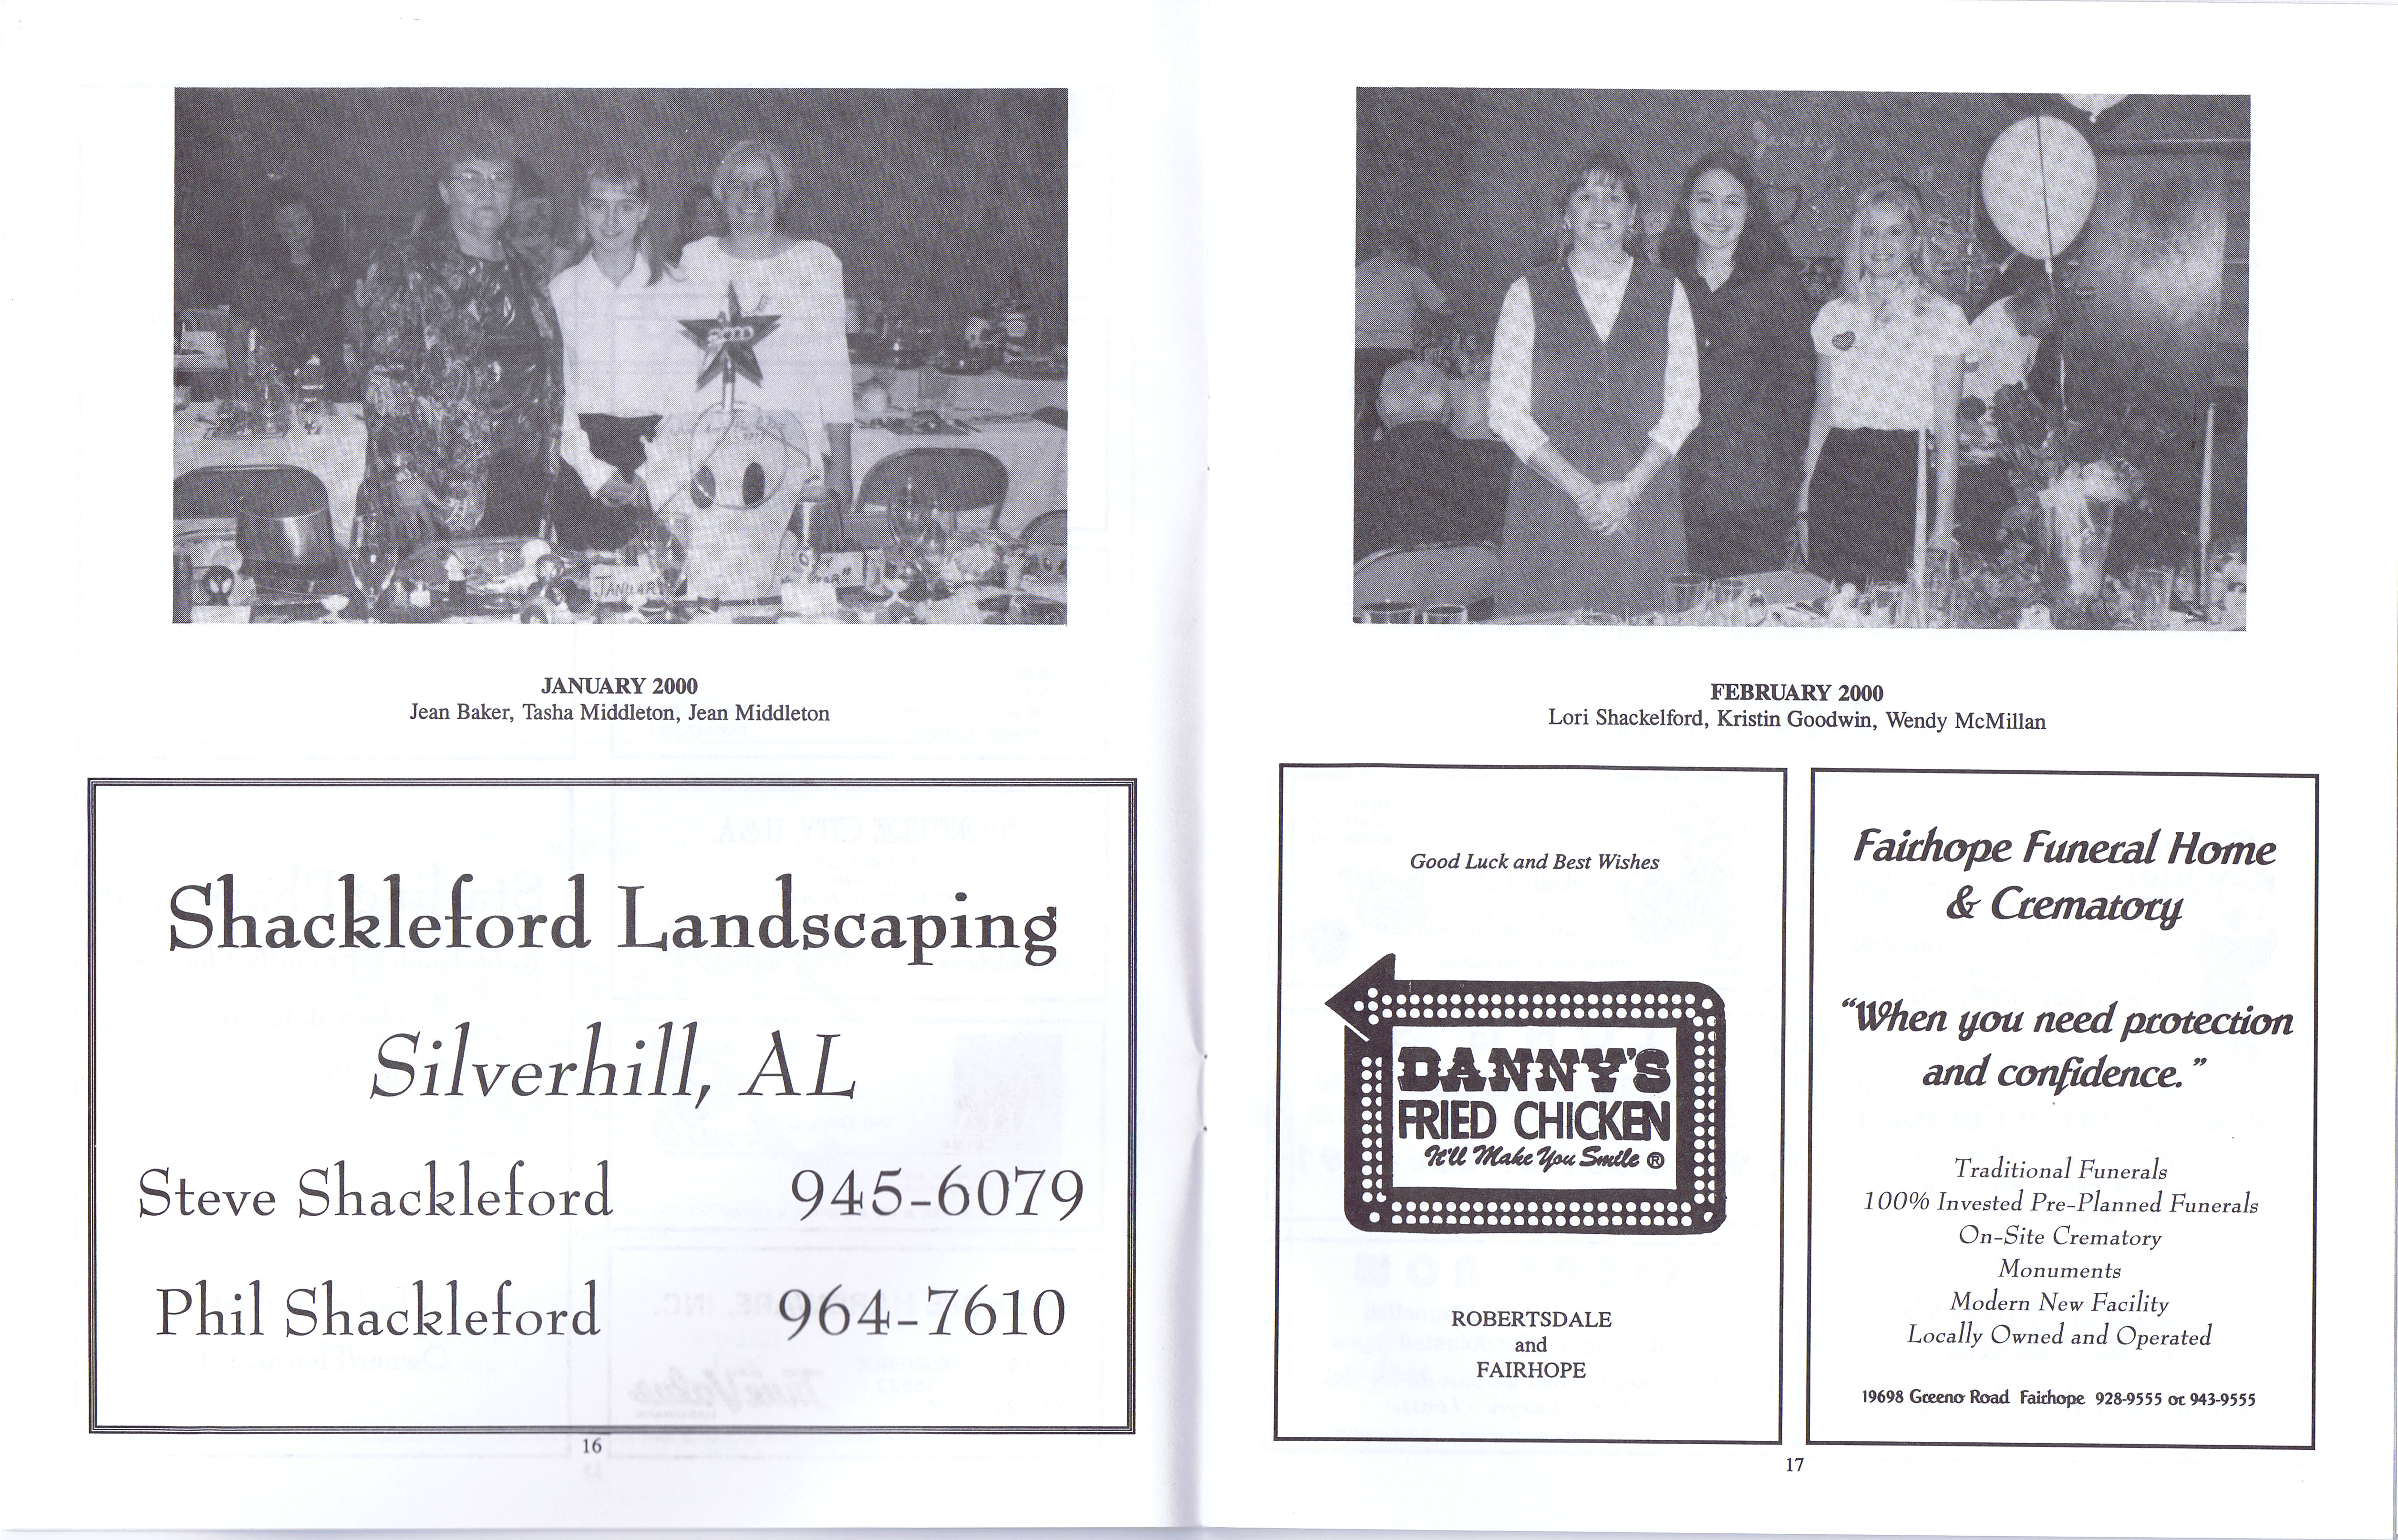 2000
JANUARY
JANUARY 2000
Jean Baker, Tasha Middleton, Jean Middleton
Shackleford Landscaping
Silverhill, AL
Steve Shackleford 945-6079
Phil Shackleford 964-7610
16
January
FEBRUARY 2000
Lori Shackelford, Kristin Goodwin, Wendy McMillan
Good Luck and Best Wishes
DANNY'S
FRIED CHICKEN
It'll Make You Smile ®
ROBERTSDALE
and
FAIRHOPE
Fairhope Funeral Home
& Crematory
“When you need protection
and confidence.”
Traditional Funerals
100% Invested Pre-Planned Funerals
On-Site Crematory
Monuments
Modern New Facility
Locally Owned and Operated
19698 Greeno Road Fairhope 928-9555 or 943-9555
17